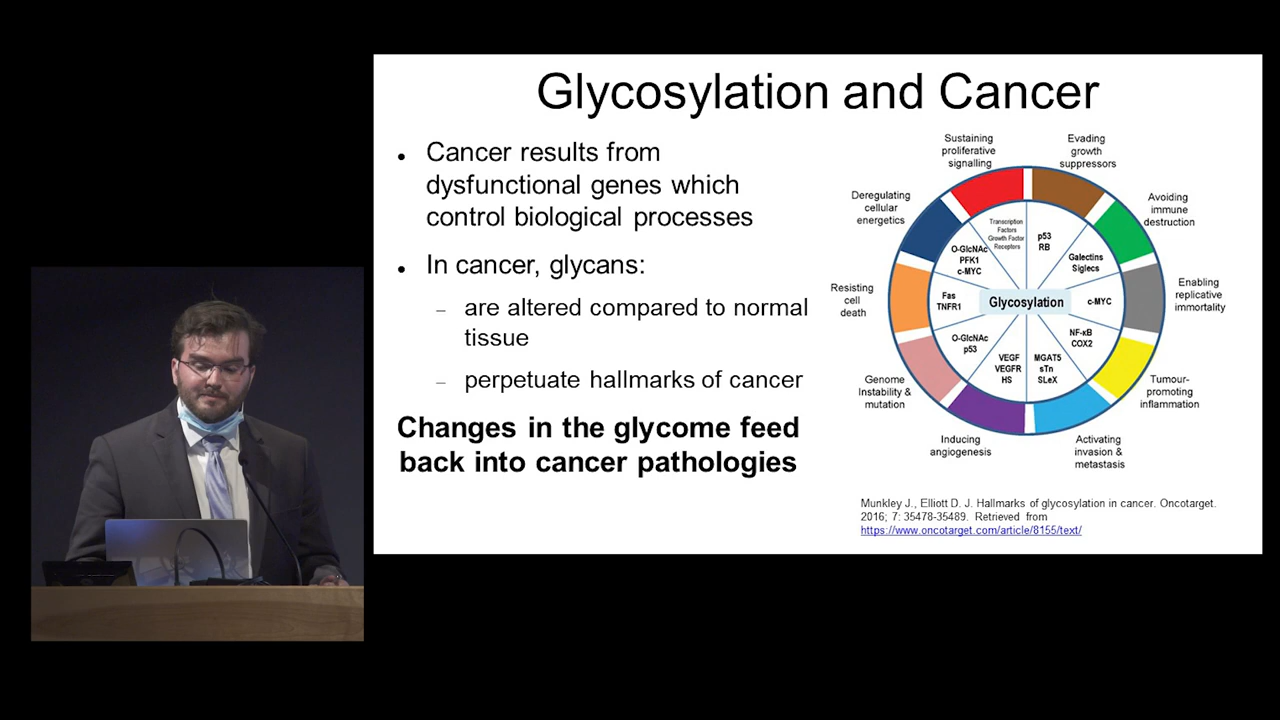 Glycosylation and Cancer
• Cancer results from
dysfunctional genes which
control biological processes
• In cancer, glycans:
– are altered compared to normal
tissue
– perpetuate hallmarks of cancer
Changes in the glycome feed
back into cancer pathologies
Sustaining
proliferative
signalling
Evading
growth
suppressors
Avoiding
immune
destruction
Enabling
replicative
immortality
Tumour-
promoting
inflammation
Activating
invasion &
metastasis
Inducing
angiogenesis
Genome
Instability &
mutation
Resisting
cell
death
Deregulating
cellular
energetics
Transcription
Factors
Growth Factor
Receptors
p53
RB
Galectins
Siglecs
c-MYC
NF-κB
COX2
MGAT5
sTn
SLeX
VEGF
VEGFR
HS
O-GlcNAc
p53
Fas
TNFR1
O-GlcNAc
PFK1
c-MYC
Glycosylation
Munkley J., Elliott D. J. Hallmarks of glycosylation in cancer. Oncotarget.
2016; 7: 35478-35489. Retrieved from
https://www.oncotarget.com/article/8155/text/